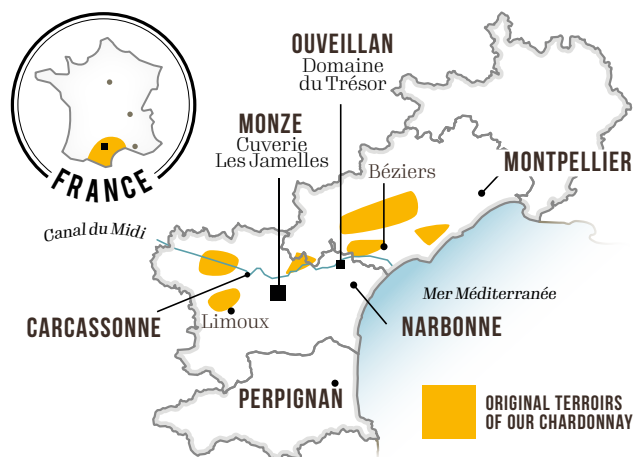 FRANCE
OUVEILLAN
Domaine
du Trésor
MONZE
Cuverie
Les Jamelles
Béziers
MONTPELLIER
Canal du Midi
Mer Méditerranée
CARCASSONNE
Limoux
NARBONNE
PERPIGNAN
ORIGINAL TERROIRS
OF OUR CHARDONNAY